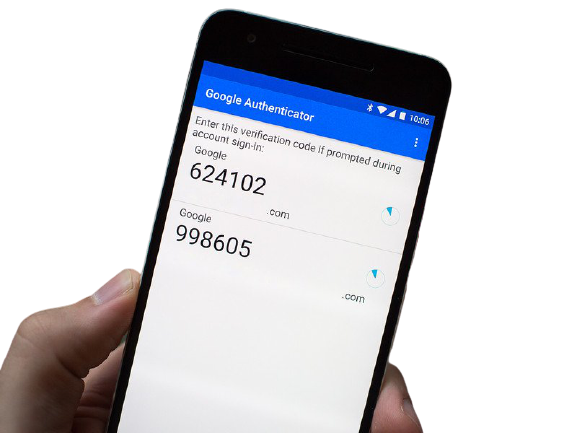 10:06
Google Authenticator
Enter this verification code if prompted during
account sign-in:
Google
624102
.com
Google
998605
.com